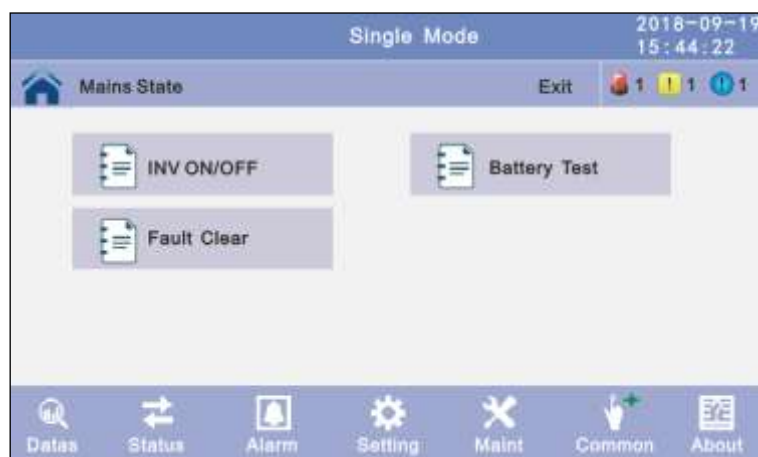 Single Mode
2018-09-19
15:44:22
Mains State
Exit
1
1
1
INV ON/OFF
Battery Test
Fault Clear
Datas
Status
Alarm
Setting
Maint
Common
About